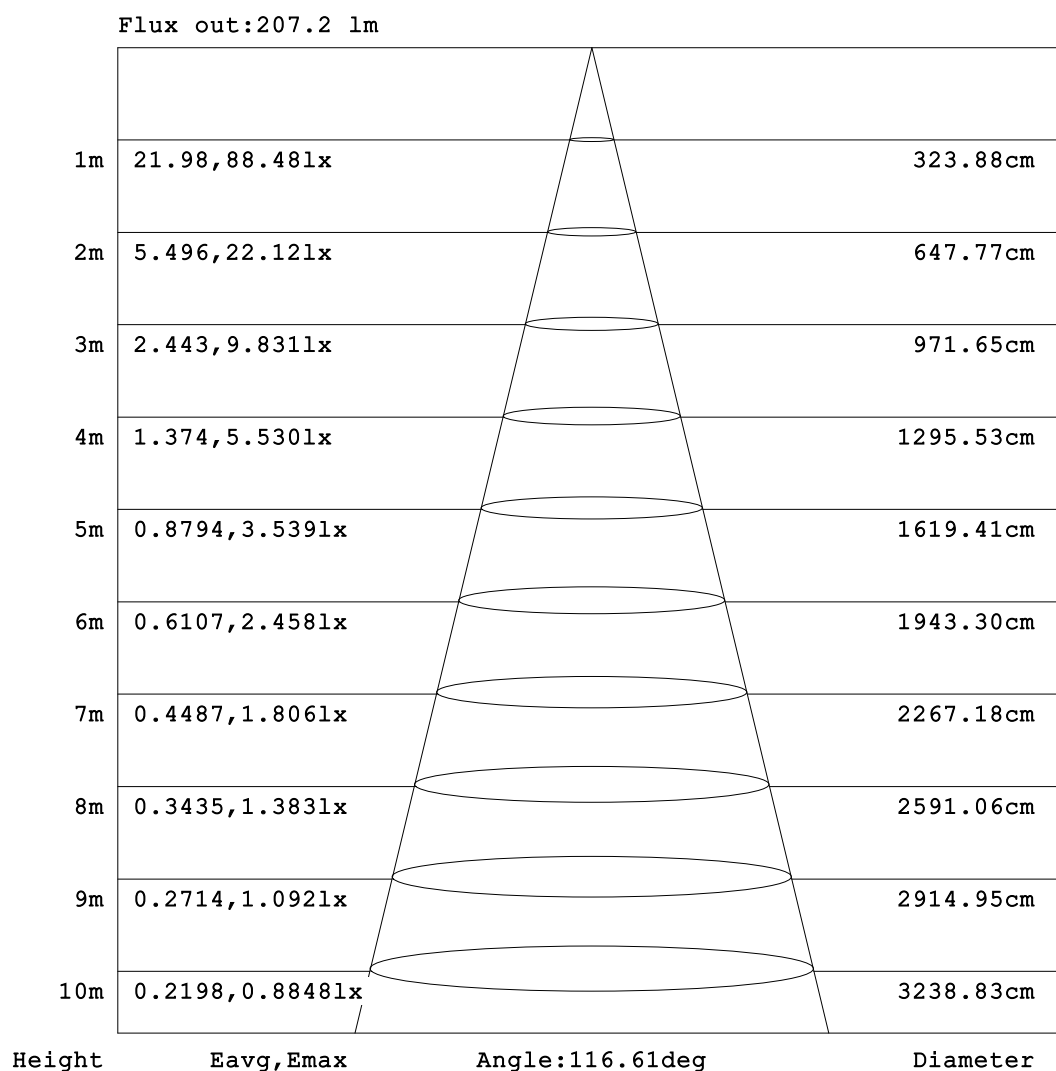 Flux out:207.2 lm
1m 21.98,88.48lx 323.88cm
2m 5.496,22.12lx 647.77cm
3m 2.443,9.831lx 971.65cm
4m 1.374,5.530lx 1295.53cm
5m 0.8794,3.539lx 1619.41cm
6m 0.6107,2.458lx 1943.30cm
7m 0.4487,1.806lx 2267.18cm
8m 0.3435,1.383lx 2591.06cm
9m 0.2714,1.092lx 2914.95cm
10m 0.2198,0.8848lx 3238.83cm
Height Eavg,Emax Angle:116.61deg Diameter